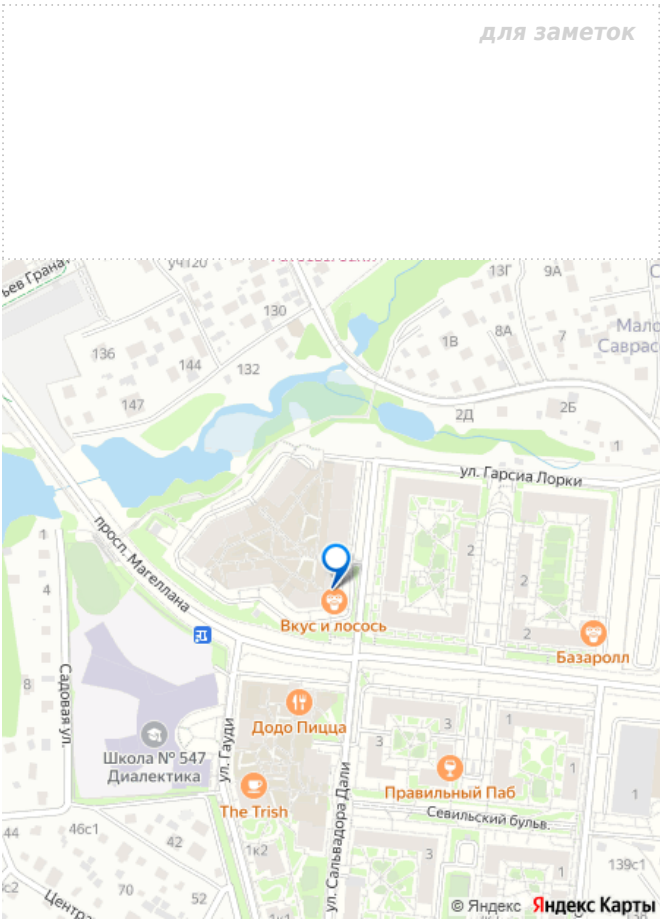 для заметок
уч120
13Г
9А
130
136
144
132
147
1В
8А
7
Мало
Саврас
2Д
2Б
1
ул. Гарсиа Лорки
просп. Магеллана
1
4
8
Садовая ул.
2
2
2
Вкус и лосось
Базаролл
Додо Пицца
Школа № 547
Диалектика
ул. Гауди
The Trish
3
3
1
1
Правильный Паб
Севильский бульв.
ул. Сальвадора Дали
1
44
46с1
42
70
52
1к2
3
1
139с1
© Яндекс
Яндекс Карты